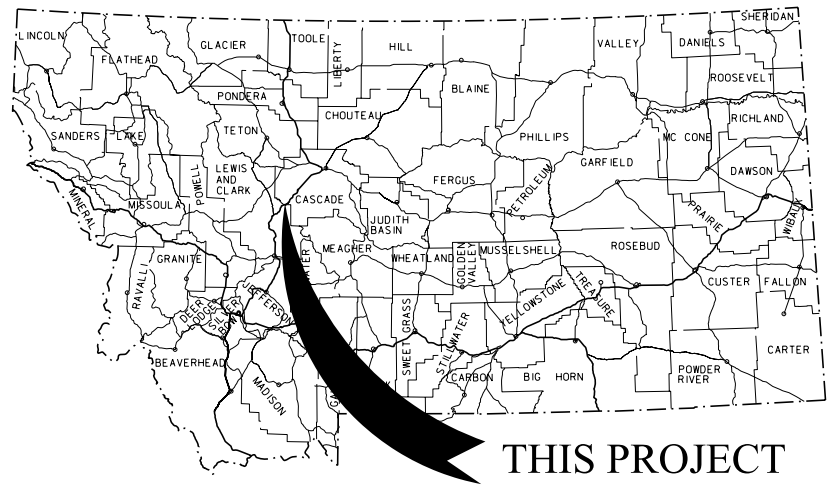 SHERIDAN
LINCOLN
GLACIER
TOOLE
LIBERTY
HILL
VALLEY
DANIELS
FLATHEAD
ROOSEVELT
BLAINE
PONDERA
CHOUTEAU
RICHLAND
TETON
SANDERS
LAKE
PHILLIPS
MC CONE
GARFIELD
DAWSON
POWELL
LEWIS
AND
CLARK
FERGUS
PETROLEUM
MINERAL
MISSOULA
CASCADE
PRAIRIE
WIBAUX
JUDITH
BASIN
ROSEBUD
MEAGHER
WHEATLAND
GOLDEN
VALLEY
MUSSELSHELL
GRANITE
RAVALLI
CUSTER
FALLON
JEFFERSON
YELLOWSTONE
TREASURE
DEER
LODGE
SILVER
BOW
SWEET GRASS
STILLWATER
CARTER
BEAVERHEAD
MADISON
CARBON
BIG HORN
POWDER
RIVER
THIS PROJECT